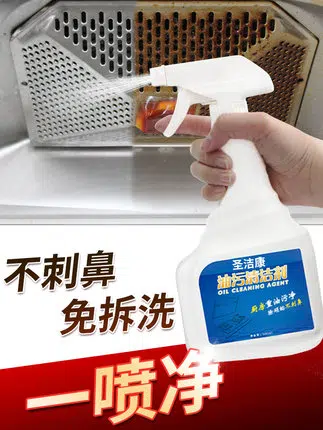 不刺鼻
免拆洗
一喷净
圣洁康
油污清洁剂
OIL CLEANING AGENT
厨房重油污净